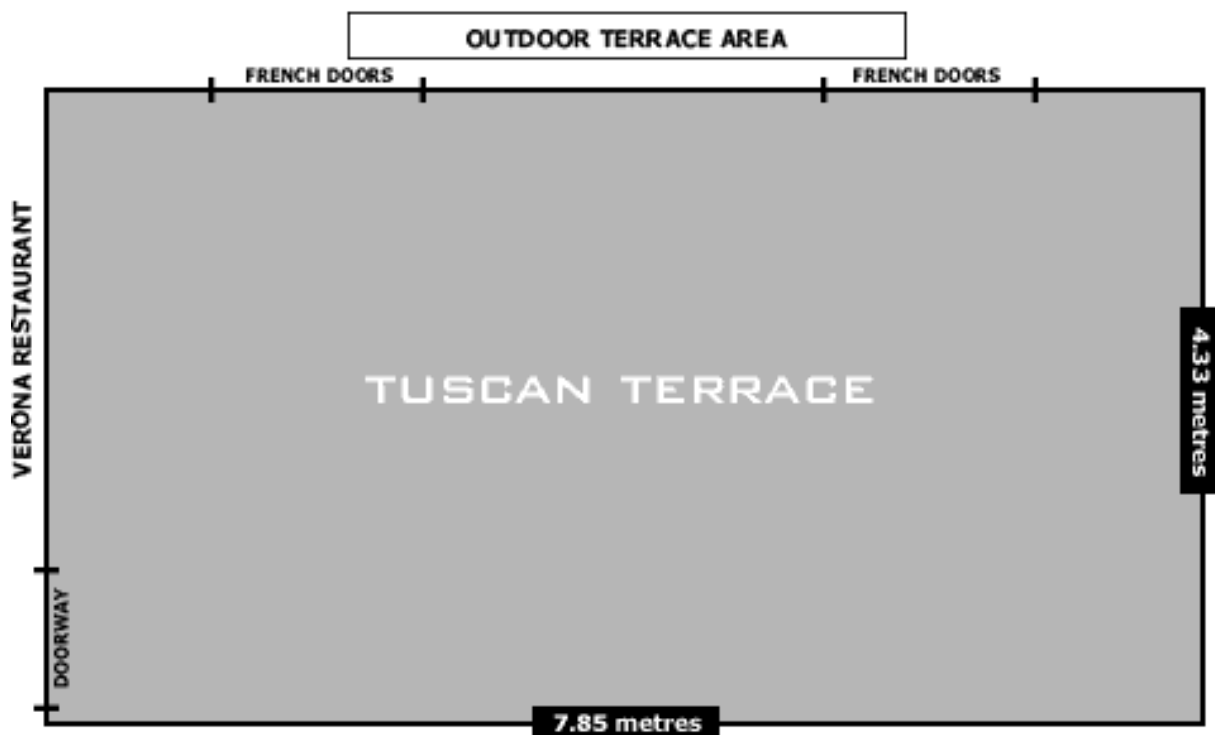 OUTDOOR TERRACE AREA
FRENCH DOORS
FRENCH DOORS
VERONA RESTAURANT
TUSCAN TERRACE
4.33 metres
DOORWAY
7.85 metres